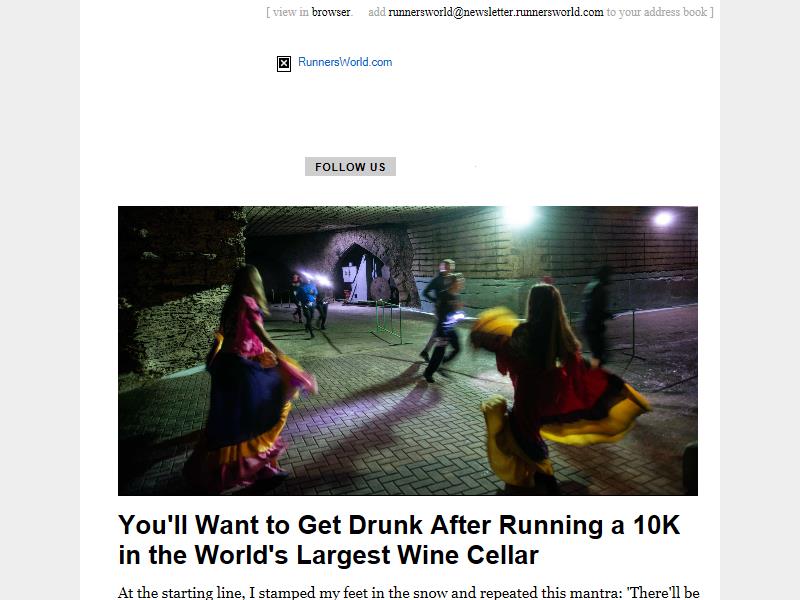 [ view in browser. add runnersworld@newsletter.runnersworld.com to your address book ]
RunnersWorld.com
FOLLOW US
You'll Want to Get Drunk After Running a 10K
in the World's Largest Wine Cellar
At the starting line, I stamped my feet in the snow and repeated this mantra: 'There'll be